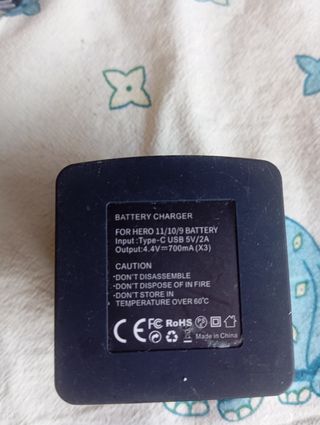 BATTERY CHARGER
FOR HERO 11/10/9 BATTERY
Input :Type-C USB 5V/2A
Output:4.4V⎓700mA (X3)
CAUTION
·DON'T DISASSEMBLE
·DON'T DISPOSE OF IN FIRE
·DON'T STORE IN
TEMPERATURE OVER 60°C
CE FC RoHS
Made in China